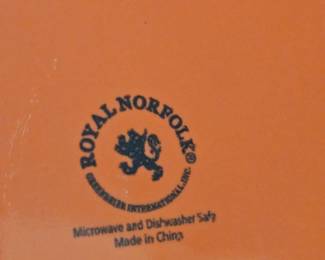 ROYAL NORFOLK®
GREENBRIER INTERNATIONAL, INC.
Microwave and Dishwasher Safe
Made in China